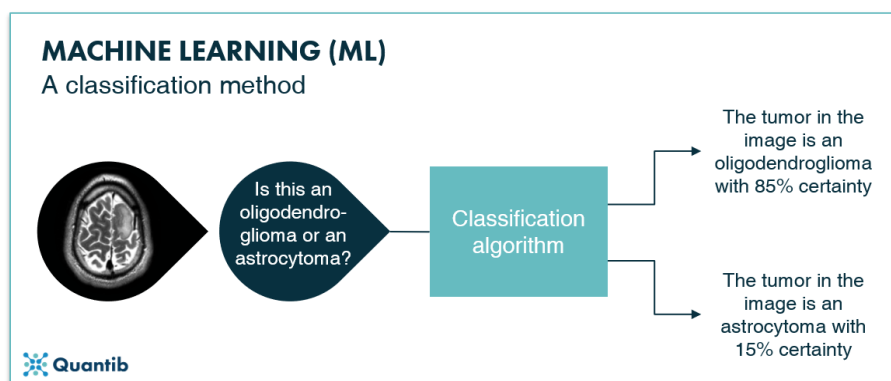 MACHINE LEARNING (ML)
A classification method
Is this an
oligodendro-
glioma or an
astrocytoma?
Classification
algorithm
The tumor in the
image is an
oligodendroglioma
with 85% certainty
The tumor in the
image is an
astrocytoma with
15% certainty
Quantib